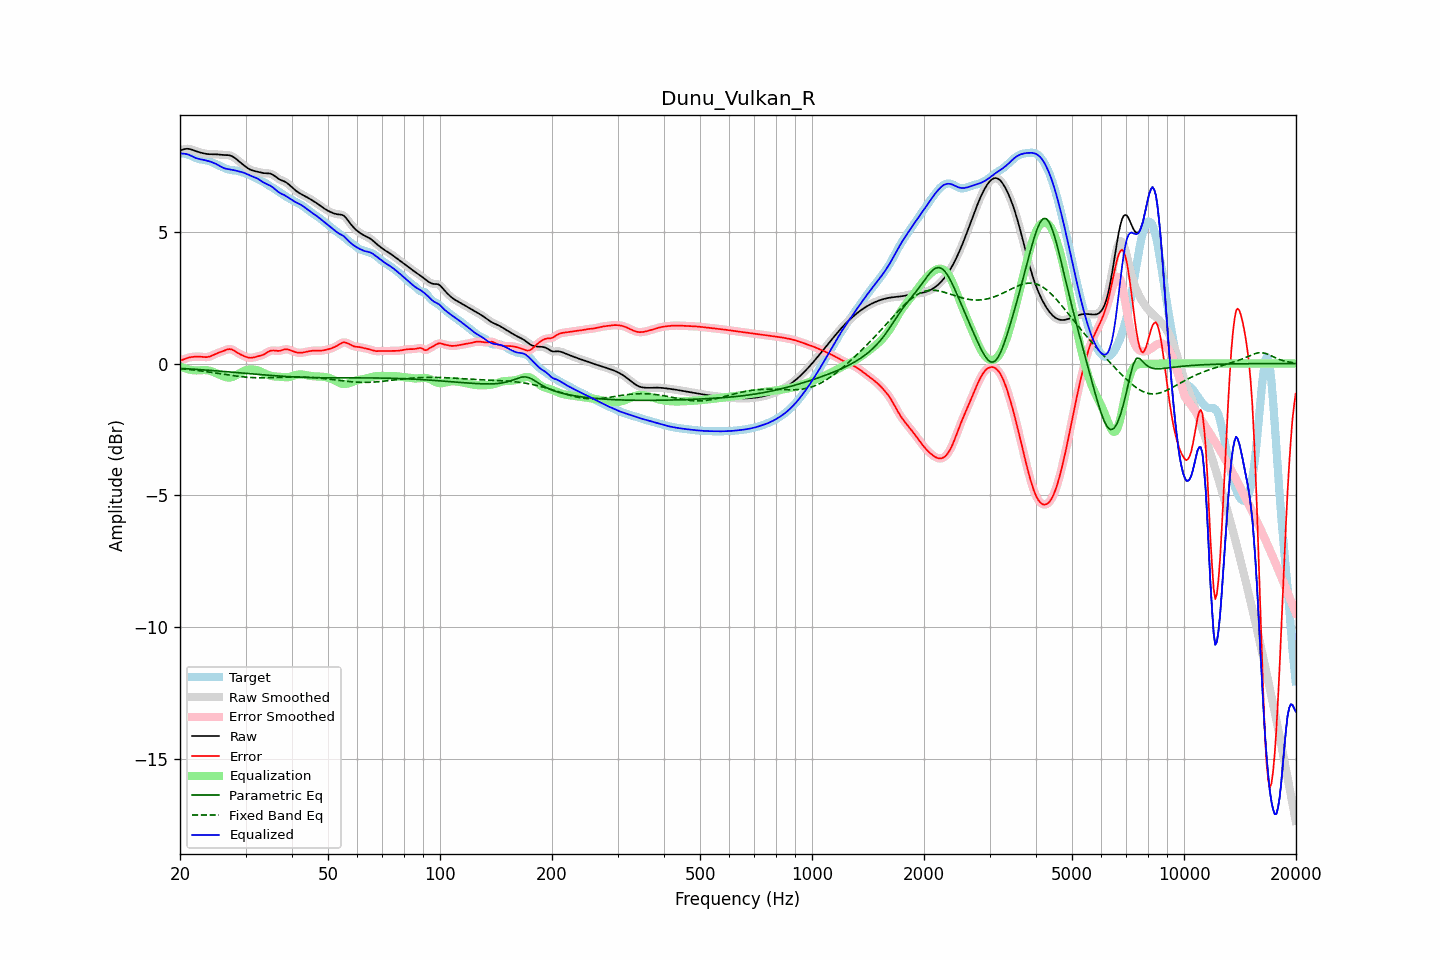 Dunu_Vulkan_R
Amplitude (dBr)
5
0
−5
−10
−15
Target
Raw Smoothed
Error Smoothed
Raw
Error
Equalization
Parametric Eq
Fixed Band Eq
Equalized
20
50
100
200
500
1000
2000
5000
10000
20000
Frequency (Hz)